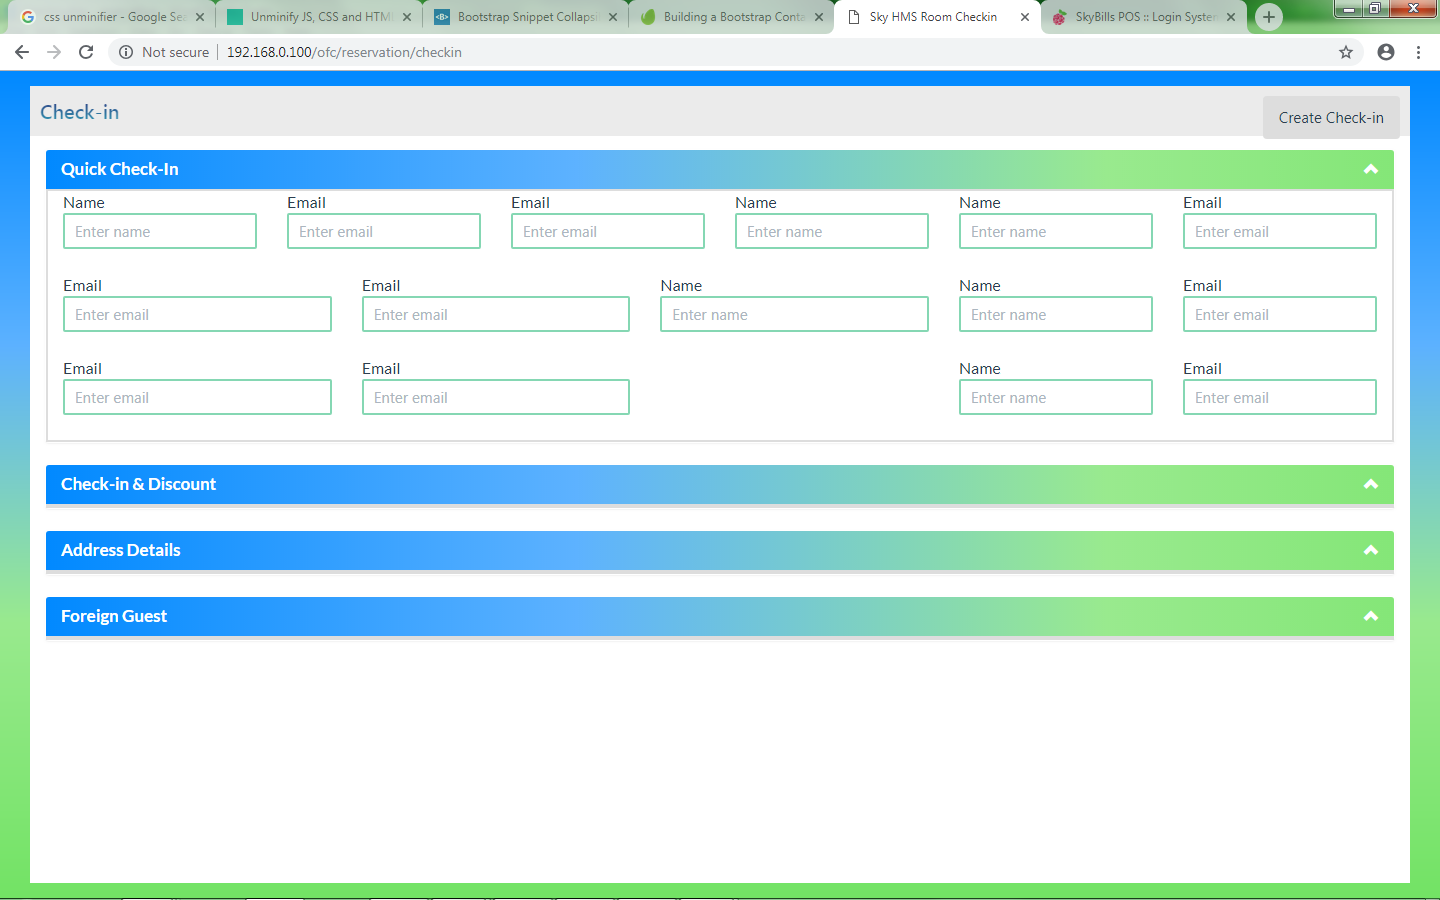 css unminifier - Google Sea
Unminify JS, CSS and HTML
Bootstrap Snippet Collapsi
Building a Bootstrap Conta
Sky HMS Room Checkin
SkyBills POS :: Login System
Not secure
192.168.0.100/ofc/reservation/checkin
Check-in
Create Check-in
Quick Check-In
Name Email Email Name Name Email
Enter name Enter email Enter email Enter name Enter name Enter email
Email Email Name Name Email
Enter email Enter email Enter name Enter name Enter email
Email Email Name Email
Enter email Enter email Enter name Enter email
Check-in & Discount
Address Details
Foreign Guest